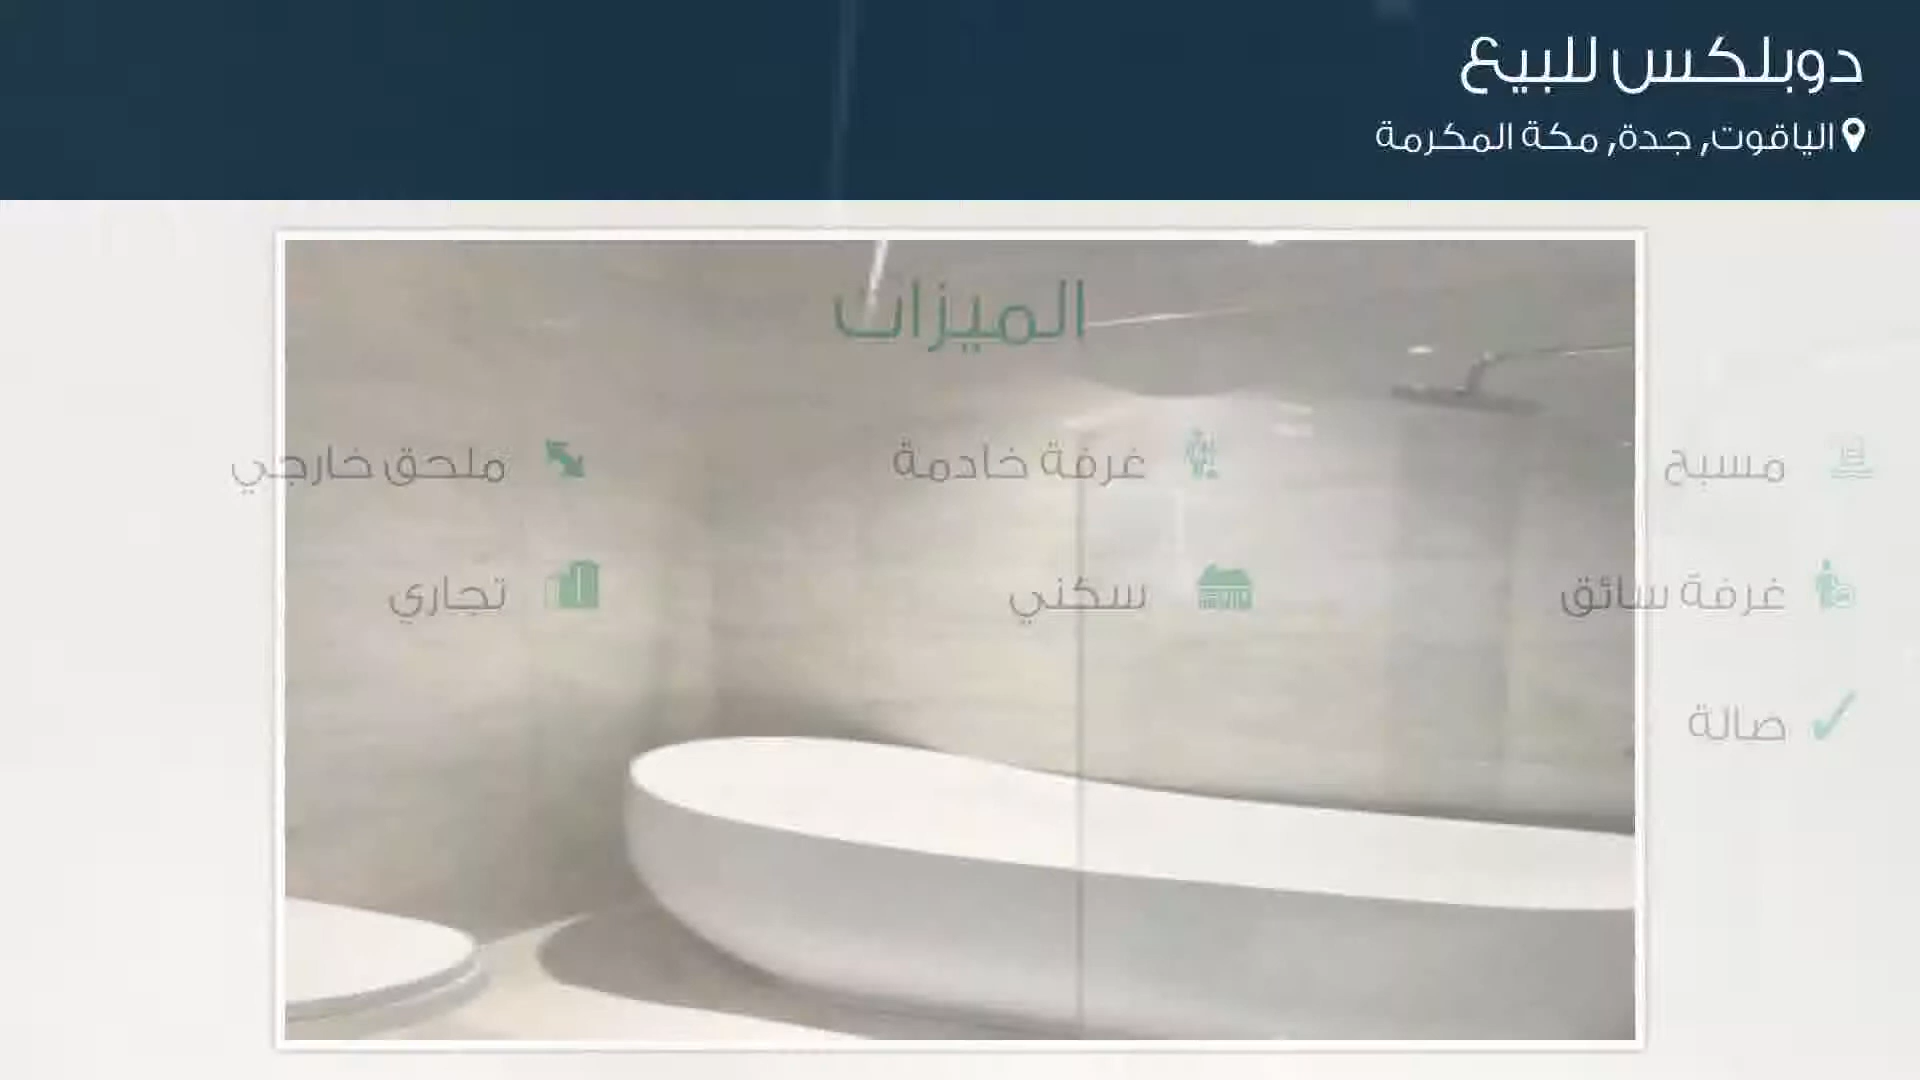 دوبلكس للبيع
الياقوت, جدة, مكة المكرمة
الميزات
مسبح
غرفة خادمة
ملحق خارجي
غرفة سائق
سكني
تجاري
صالة